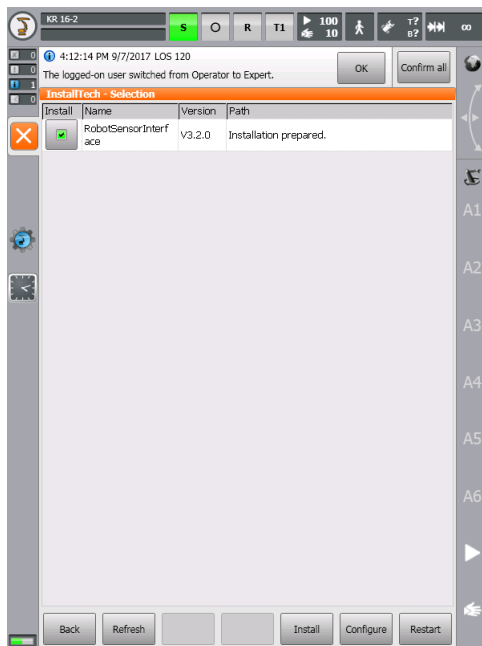 KR 16-2
S O R T1 100 10 T? B? ∞
0 4:12:14 PM 9/7/2017 LOS 120
0 The logged-on user switched from Operator to Expert.
OK Confirm all
1
0
InstallTech - Selection
Install Name Version Path
RobotSensorInterf
ace
V3.2.0 Installation prepared.
A1
A2
A3
A4
A5
A6
Back Refresh Install Configure Restart